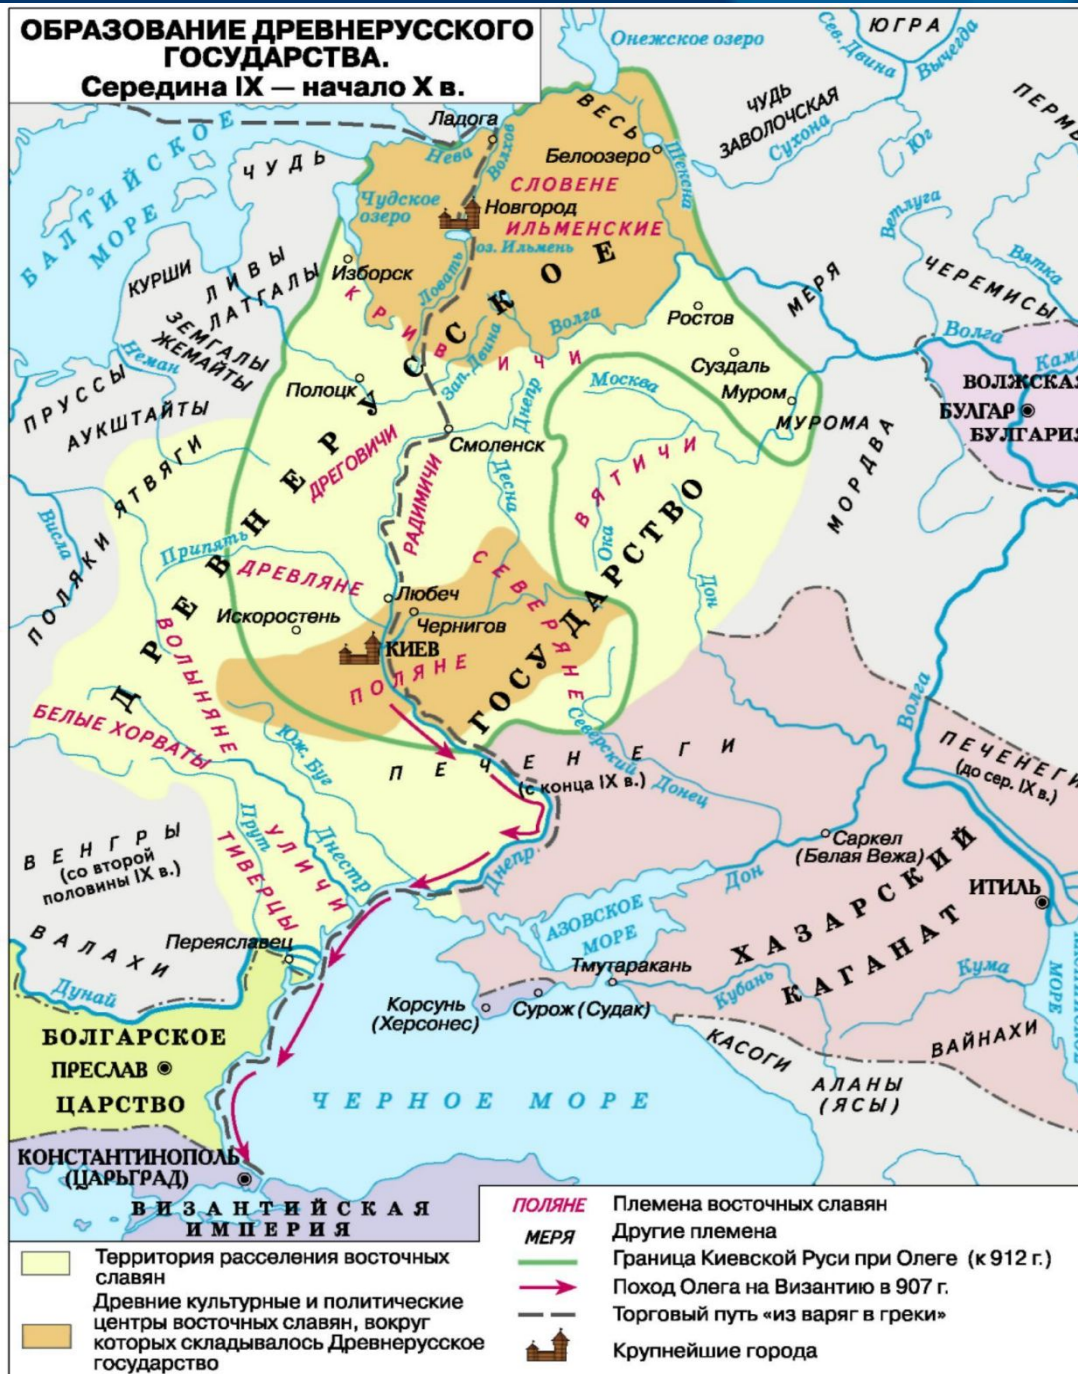 ОБРАЗОВАНИЕ ДРЕВНЕРУССКОГО
ГОСУДАРСТВА.
Середина IX — начало X в.
Онежское озеро
ЮГРА
Сев. Двина
Вычегда
ПЕРМЬ
ЧУДЬ
ЗАВОЛОЧСКАЯ
Сухона
Юг
ВЕСЬ
Ладога
Нева
Волхов
Белоозеро
Шексна
БАЛТИЙСКОЕ
МОРЕ
ЧУДЬ
Чудское
озеро
СЛОВЕНЕ
Новгород
ИЛЬМЕНСКИЕ
оз. Ильмень
Ветлуга
Вятка
ЧЕРЕМИСЫ
МЕРЯ
КУРШИ
ЛИВЫ
ЛАТГАЛЫ
ЗЕМГАЛЫ
ЖЕМАЙТЫ
Изборск
Ловать
КРИВИЧИ
Волга
Ростов
Суздаль
Волга
Кама
Неман
ПРУССЫ
АУКШТАЙТЫ
Полоцк
Зап. Двина
Днепр
Москва
Муром
МУРОМА
ВОЛЖСКАЯ
БУЛГАР
БУЛГАРИЯ
Смоленск
ЯТВЯГИ
ДРЕГОВИЧИ
РАДИМИЧИ
Десна
ВЯТИЧИ
МОРДВА
Висла
ПОЛЯКИ
Припять
ДРЕВНЕРУССКОЕ
ГОСУДАРСТВО
Ока
Дон
ДРЕВЛЯНЕ
СЕВЕРЯНЕ
Любеч
Искоростень
Чернигов
КИЕВ
ПОЛЯНЕ
ВОЛЫНЯНЕ
БЕЛЫЕ ХОРВАТЫ
Юж. Буг
ПЕЧЕНЕГИ
(с конца IX в.)
Северский
Донец
Волга
ПЕЧЕНЕГИ
(до сер. IX в.)
ВЕНГРЫ
(со второй
половины IX в.)
Прут
УЛИЧИ
ТИВЕРЦЫ
Днестр
Днепр.
Саркел
(Белая Вежа)
Дон
ХАЗАРСКИЙ
КАГАНАТ
ИТИЛЬ
ВАЛАХИ
Переяславец
АЗОВСКОЕ
МОРЕ
Тмутаракань
Кубань
Кума
МОРЕ
Дунай
Корсунь
(Херсонес)
Сурож (Судак)
БОЛГАРСКОЕ
ПРЕСЛАВ
ЦАРСТВО
КАСОГИ
ВАЙНАХИ
АЛАНЫ
(ЯСЫ)
ЧЕРНОЕ МОРЕ
КОНСТАНТИНОПОЛЬ
(ЦАРЬГРАД)
ВИЗАНТИЙСКАЯ
ИМПЕРИЯ
Территория расселения восточных
славян
Древние культурные и политические
центры восточных славян, вокруг
которых складывалось Древнерусское
государство
ПОЛЯНЕ Племена восточных славян
МЕРЯ Другие племена
Граница Киевской Руси при Олеге (к 912 г.)
Поход Олега на Византию в 907 г.
Торговый путь «из варяг в греки»
Крупнейшие города